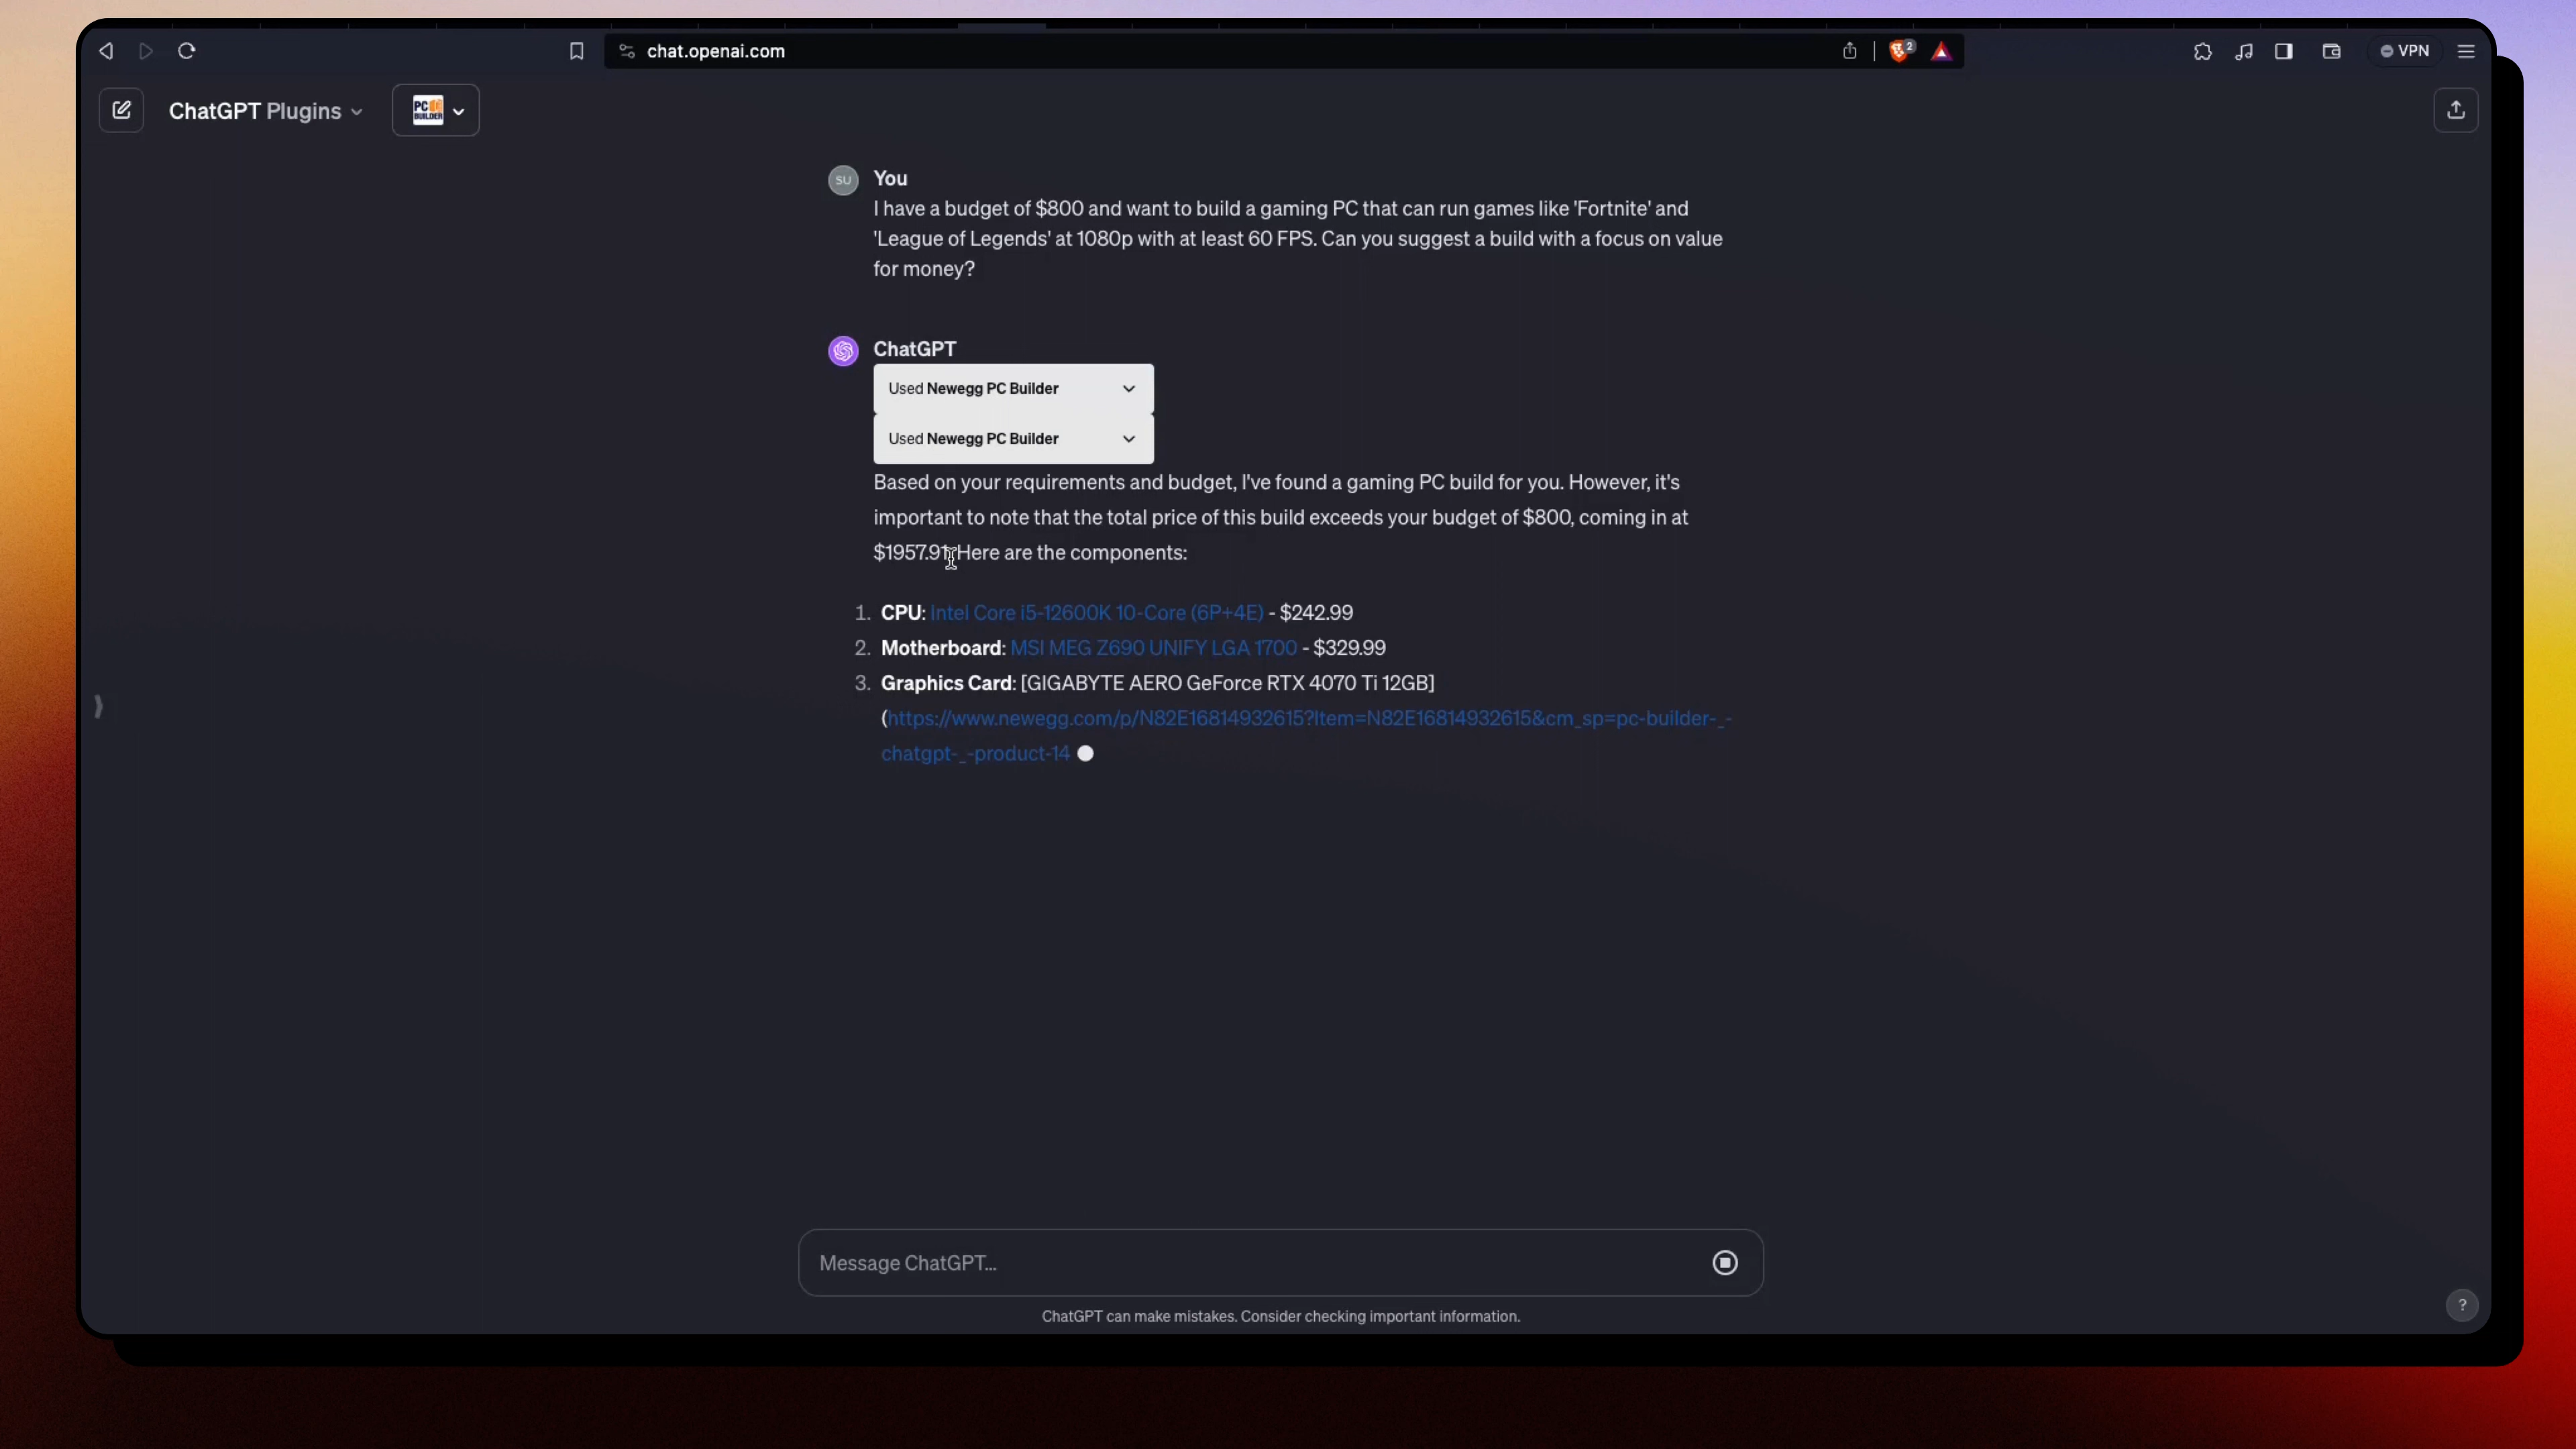 chat.openai.com
2
VPN
ChatGPT Plugins
PC
BUILDER
SU
You
I have a budget of $800 and want to build a gaming PC that can run games like 'Fortnite' and
'League of Legends' at 1080p with at least 60 FPS. Can you suggest a build with a focus on value
for money?
ChatGPT
Used Newegg PC Builder
Used Newegg PC Builder
Based on your requirements and budget, I've found a gaming PC build for you. However, it's
important to note that the total price of this build exceeds your budget of $800, coming in at
$1957.91. Here are the components:
1. CPU: Intel Core i5-12600K 10-Core (6P+4E) - $242.99
2. Motherboard: MSI MEG Z690 UNIFY LGA 1700 - $329.99
3. Graphics Card: [GIGABYTE AERO GeForce RTX 4070 Ti 12GB]
(https://www.newegg.com/p/N82E16814932615?Item=N82E16814932615&cm_sp=pc-builder-_-
chatgpt-_-product-14
Message ChatGPT...
ChatGPT can make mistakes. Consider checking important information.
?